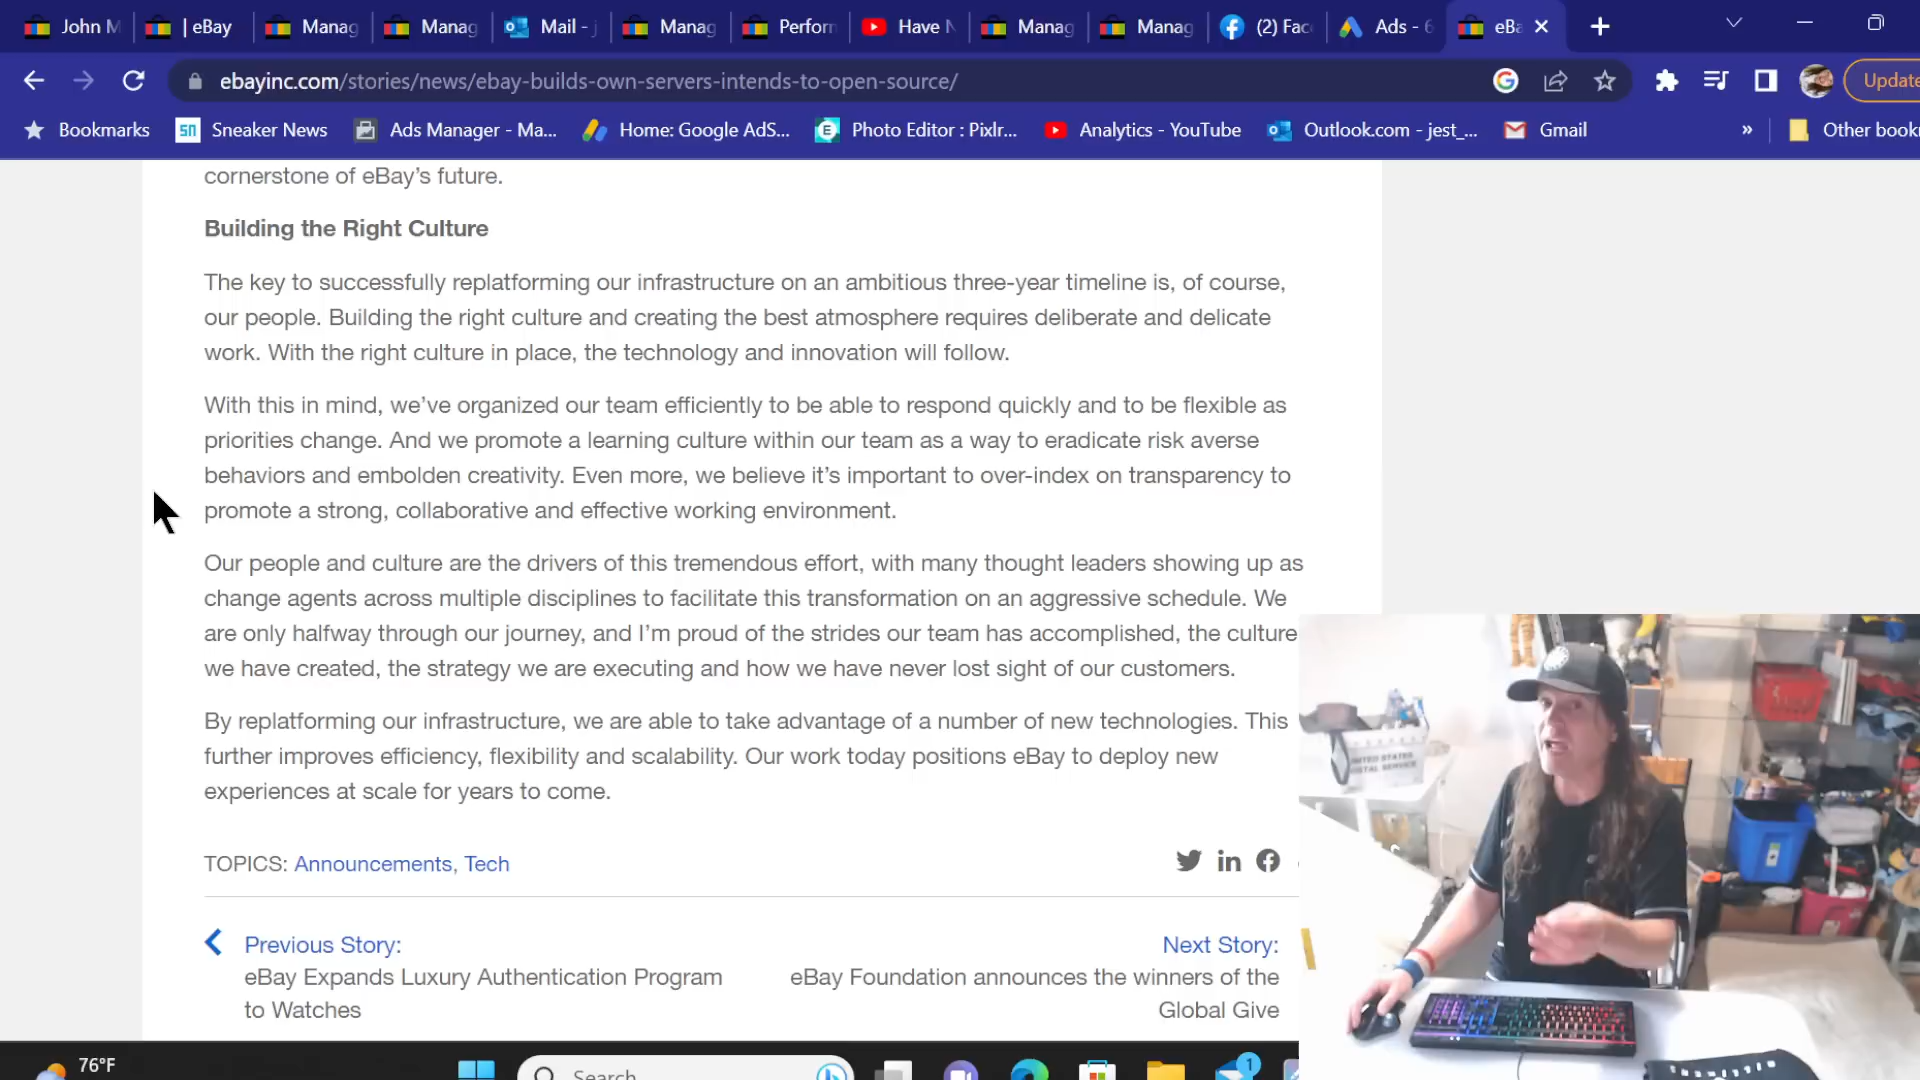 John M
| eBay
Manag
Manag
Mail - j
Manag
Perforn
Have N
Manag
Manag
(2) Fac
Ads - 6
eBa
ebayinc.com/stories/news/ebay-builds-own-servers-intends-to-open-source/
Update
Bookmarks
Sneaker News
Ads Manager - Ma...
Home: Google AdS...
Photo Editor : Pixlr...
Analytics - YouTube
Outlook.com - jest_...
Gmail
»
Other book
cornerstone of eBay's future.
Building the Right Culture
The key to successfully replatforming our infrastructure on an ambitious three-year timeline is, of course,
our people. Building the right culture and creating the best atmosphere requires deliberate and delicate
work. With the right culture in place, the technology and innovation will follow.
With this in mind, we've organized our team efficiently to be able to respond quickly and to be flexible as
priorities change. And we promote a learning culture within our team as a way to eradicate risk averse
behaviors and embolden creativity. Even more, we believe it's important to over-index on transparency to
promote a strong, collaborative and effective working environment.
Our people and culture are the drivers of this tremendous effort, with many thought leaders showing up as
change agents across multiple disciplines to facilitate this transformation on an aggressive schedule. We
are only halfway through our journey, and I'm proud of the strides our team has accomplished, the culture
we have created, the strategy we are executing and how we have never lost sight of our customers.
By replatforming our infrastructure, we are able to take advantage of a number of new technologies. This
further improves efficiency, flexibility and scalability. Our work today positions eBay to deploy new
experiences at scale for years to come.
TOPICS: Announcements, Tech
Previous Story:
eBay Expands Luxury Authentication Program
to Watches
Next Story:
eBay Foundation announces the winners of the
Global Give
UNITED STATES
POSTAL SERVICE
76°F
Search
1